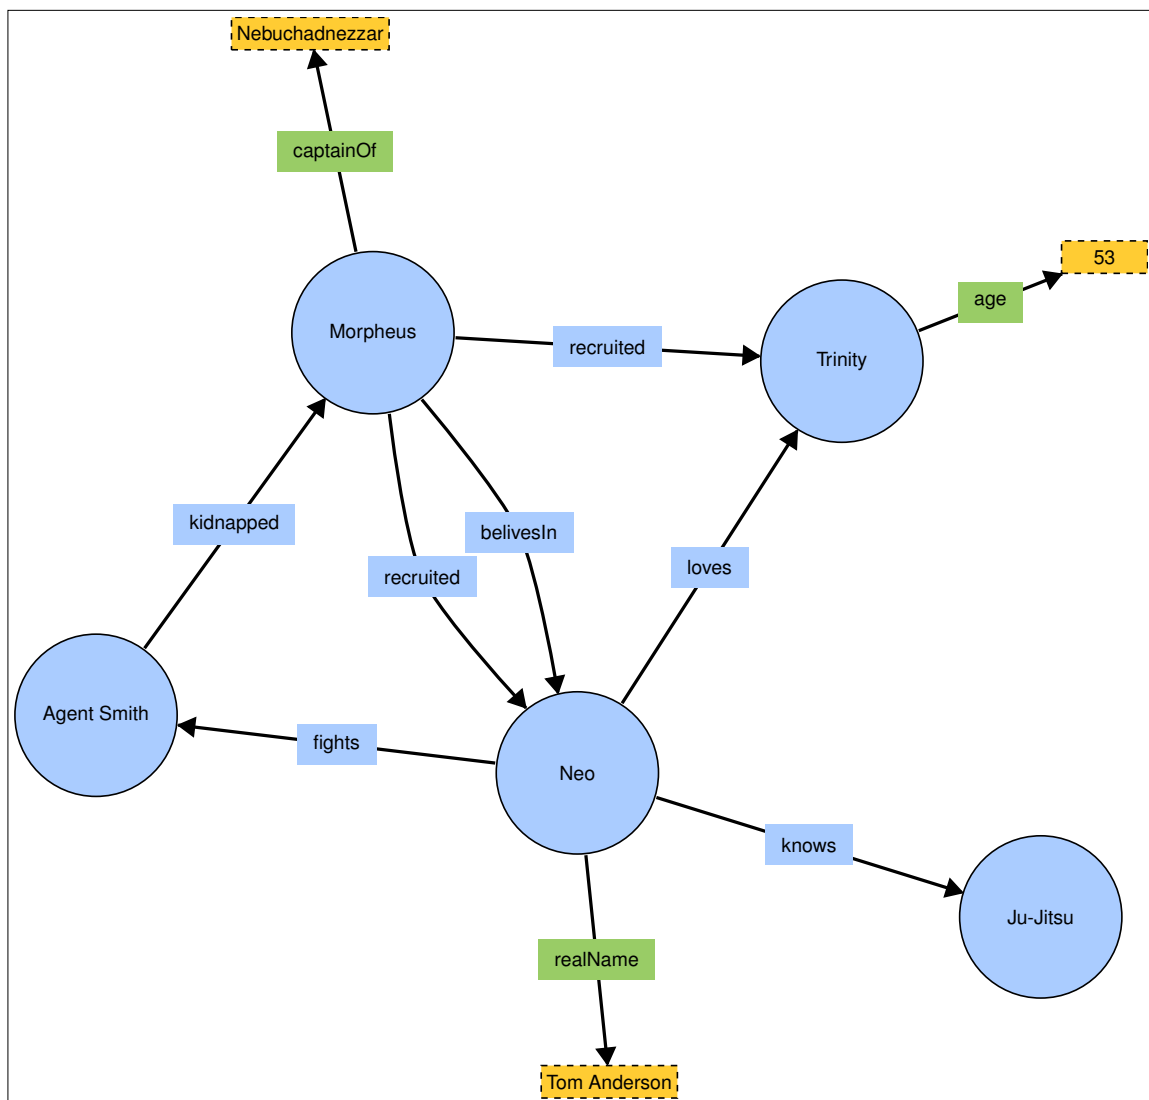 Nebuchadnezzar
captainOf
53
age
Morpheus
recruited
Trinity
kidnapped
belivesIn
recruited
loves
Agent Smith
fights
Neo
knows
Ju-Jitsu
realName
Tom Anderson